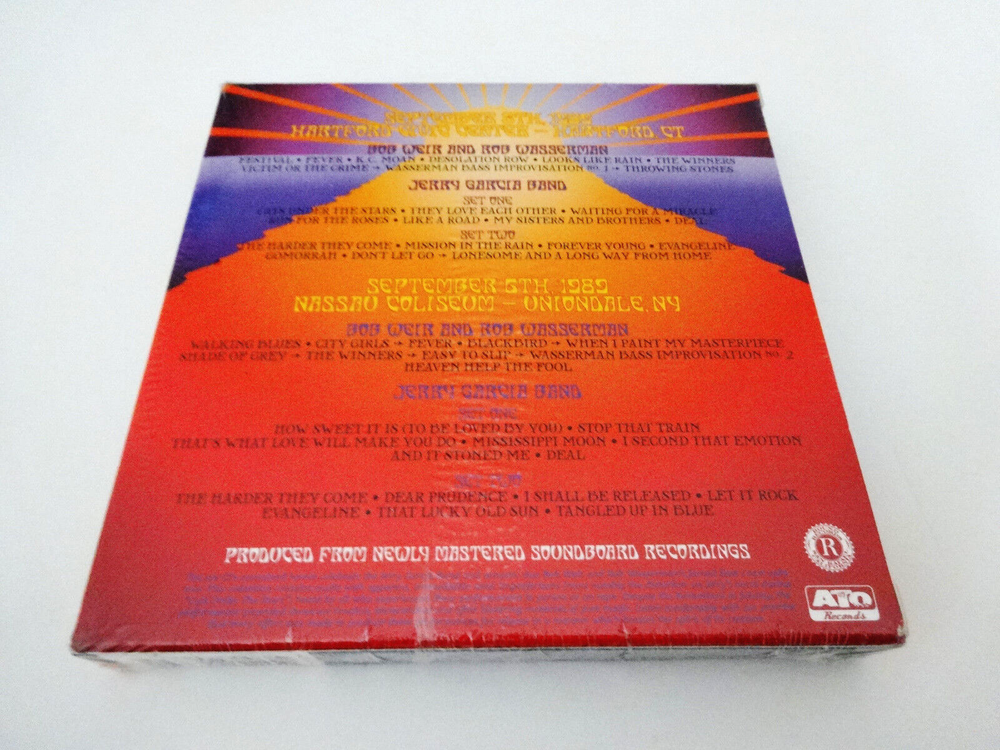 SEPTEMBER 5TH, 1989
HARTFORD CIVIC CENTER – HARTFORD, CT
BOB WEIR AND ROB WASSERMAN
FESTIVAL • FEVER • K.C. MOAN • DESOLATION ROW • LOOKS LIKE RAIN • THE WINNERS
VICTIM OR THE CRIME → WASSERMAN BASS IMPROVISATION NO. 1 → THROWING STONES
JERRY GARCIA BAND
SET ONE
CATS UNDER THE STARS • THEY LOVE EACH OTHER • WAITING FOR A MIRACLE
RUN FOR THE ROSES • LIKE A ROAD • MY SISTERS AND BROTHERS • DEAL
SET TWO
THE HARDER THEY COME • MISSION IN THE RAIN • FOREVER YOUNG • EVANGELINE
GOMORRAH • DON'T LET GO → LONESOME AND A LONG WAY FROM HOME
SEPTEMBER 6TH, 1989
NASSAU COLISEUM – UNIONDALE, NY
BOB WEIR AND ROB WASSERMAN
WALKING BLUES • CITY GIRLS → FEVER • BLACKBIRD → WHEN I PAINT MY MASTERPIECE
SHADE OF GREY → THE WINNERS → EASY TO SLIP → WASSERMAN BASS IMPROVISATION NO. 2
HEAVEN HELP THE FOOL
JERRY GARCIA BAND
SET ONE
HOW SWEET IT IS (TO BE LOVED BY YOU) • STOP THAT TRAIN
THAT'S WHAT LOVE WILL MAKE YOU DO • MISSISSIPPI MOON • I SECOND THAT EMOTION
AND IT STONED ME • DEAL
SET TWO
THE HARDER THEY COME • DEAR PRUDENCE • I SHALL BE RELEASED • LET IT ROCK
EVANGELINE • THAT LUCKY OLD SUN • TANGLED UP IN BLUE
PRODUCED FROM NEWLY MASTERED SOUNDBOARD RECORDINGS
R
ATO
Records